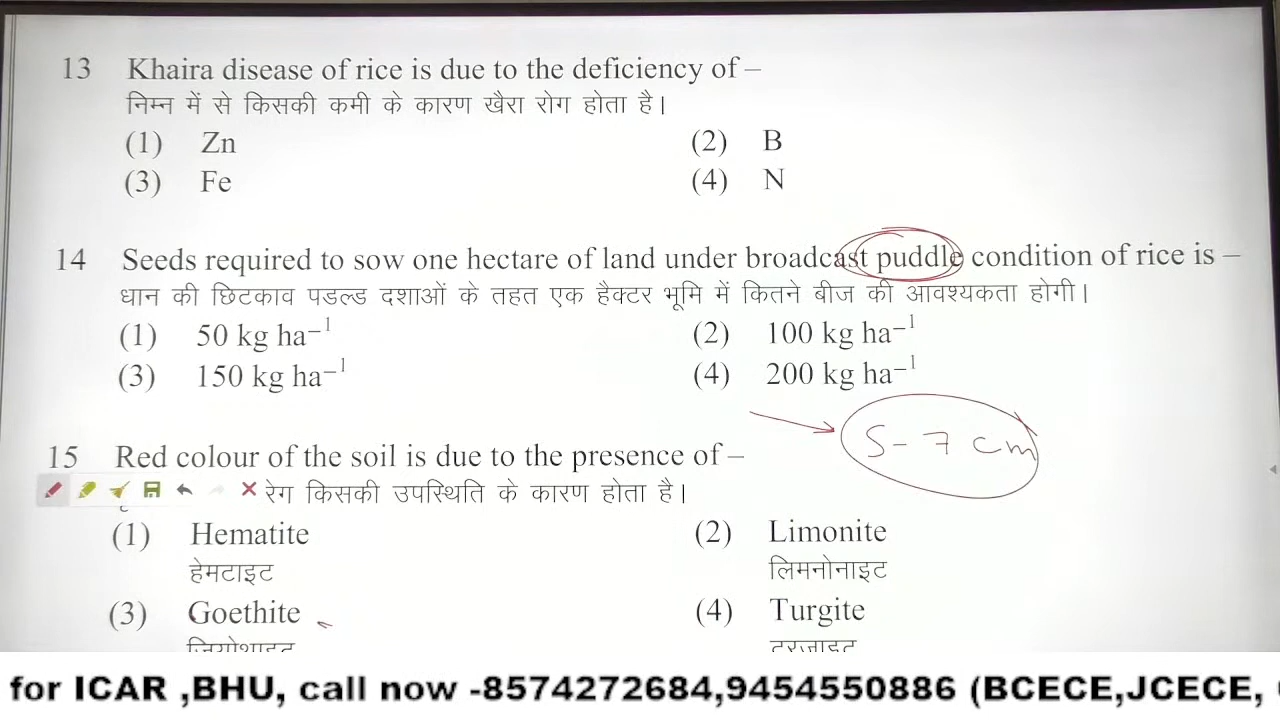 13 Khaira disease of rice is due to the deficiency of –
निम्न में से किसकी कमी के कारण खैरा रोग होता है।
(1) Zn (2) B
(3) Fe (4) N
14 Seeds required to sow one hectare of land under broadcast puddle condition of rice is –
धान की छिटकाव पडल्ड दशाओं के तहत एक हैक्टर भूमि में कितने बीज की आवश्यकता होगी।
(1) 50 kg ha⁻¹ (2) 100 kg ha⁻¹
(3) 150 kg ha⁻¹ (4) 200 kg ha⁻¹
5-7 cm
15 Red colour of the soil is due to the presence of –
रेग किसकी उपस्थिति के कारण होता है।
(1) Hematite (2) Limonite
हेमटाइट लिमनोनाइट
(3) Goethite (4) Turgite
for ICAR ,BHU, call now -8574272684,9454550886 (BCECE,JCECE,